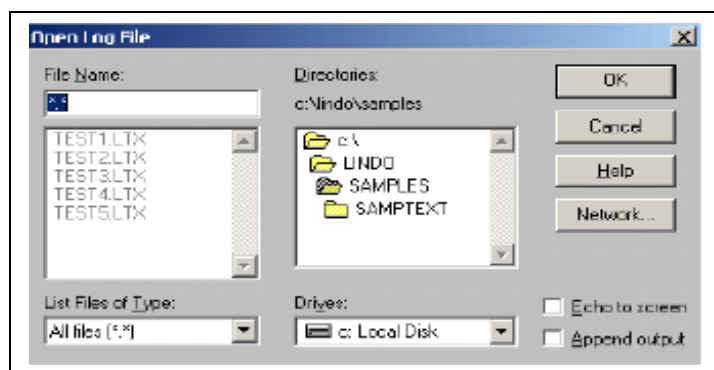 Open Log File
File Name:
*.*
TEST1.LTX
TEST2.LTX
TEST3.LTX
TEST4.LTX
TEST5.LTX
List Files of Type:
All files (*.*)
Directories:
c:\lindo\samples
c:\
LINDO
SAMPLES
SAMPTEXT
Drives:
c: Local Disk
OK
Cancel
Help
Network...
Echo to screen
Append output